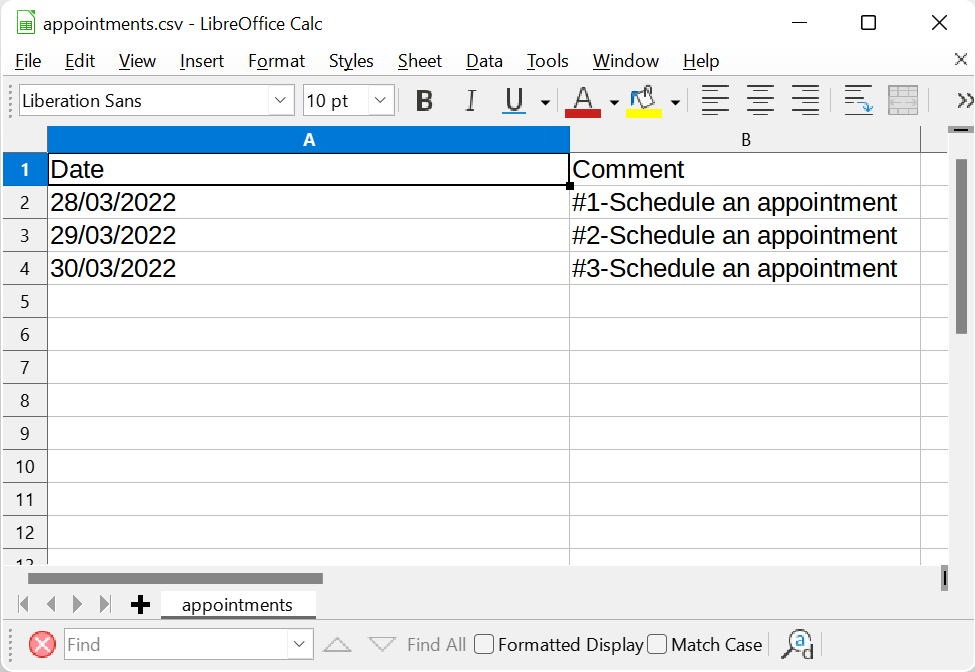 appointments.csv - LibreOffice Calc
File Edit View Insert Format Styles Sheet Data Tools Window Help
Liberation Sans 10 pt B I U A
A B
1 Date Comment
2 28/03/2022 #1-Schedule an appointment
3 29/03/2022 #2-Schedule an appointment
4 30/03/2022 #3-Schedule an appointment
5
6
7
8
9
10
11
12
13
appointments
Find Find All Formatted Display Match Case